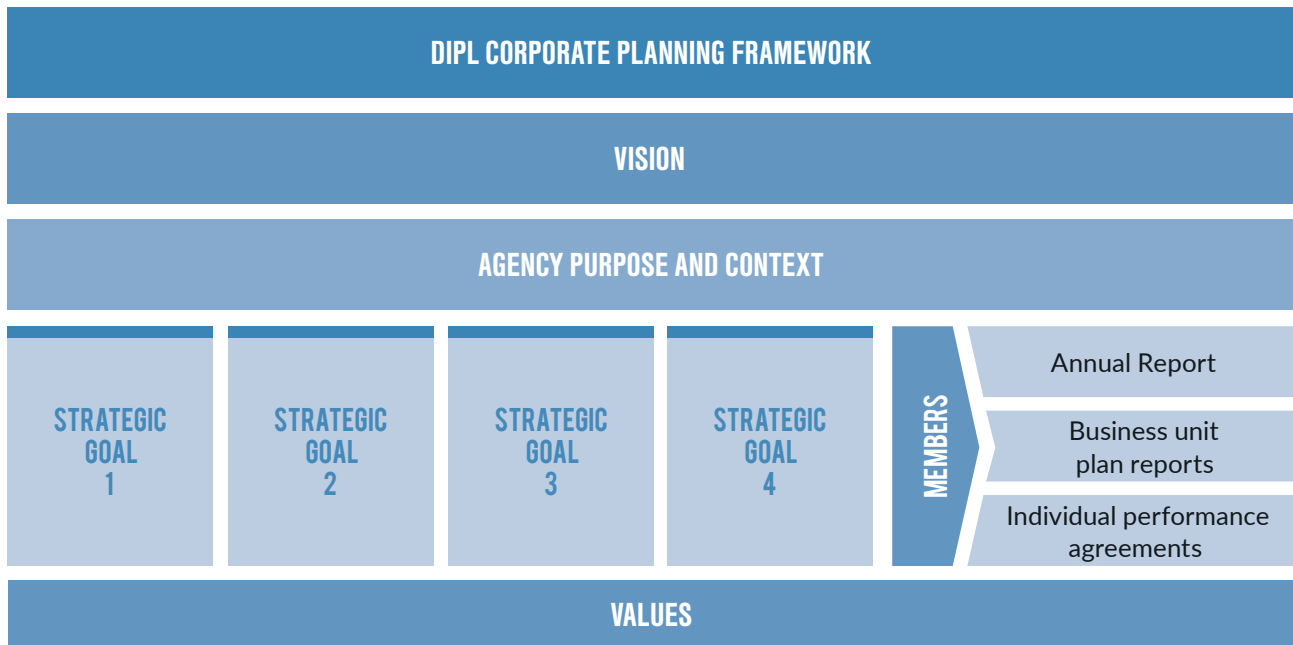 DIPL CORPORATE PLANNING FRAMEWORK
VISION
AGENCY PURPOSE AND CONTEXT
STRATEGIC
GOAL
1
STRATEGIC
GOAL
2
STRATEGIC
GOAL
3
STRATEGIC
GOAL
4
MEMBERS
Annual Report
Business unit
plan reports
Individual performance
agreements
VALUES